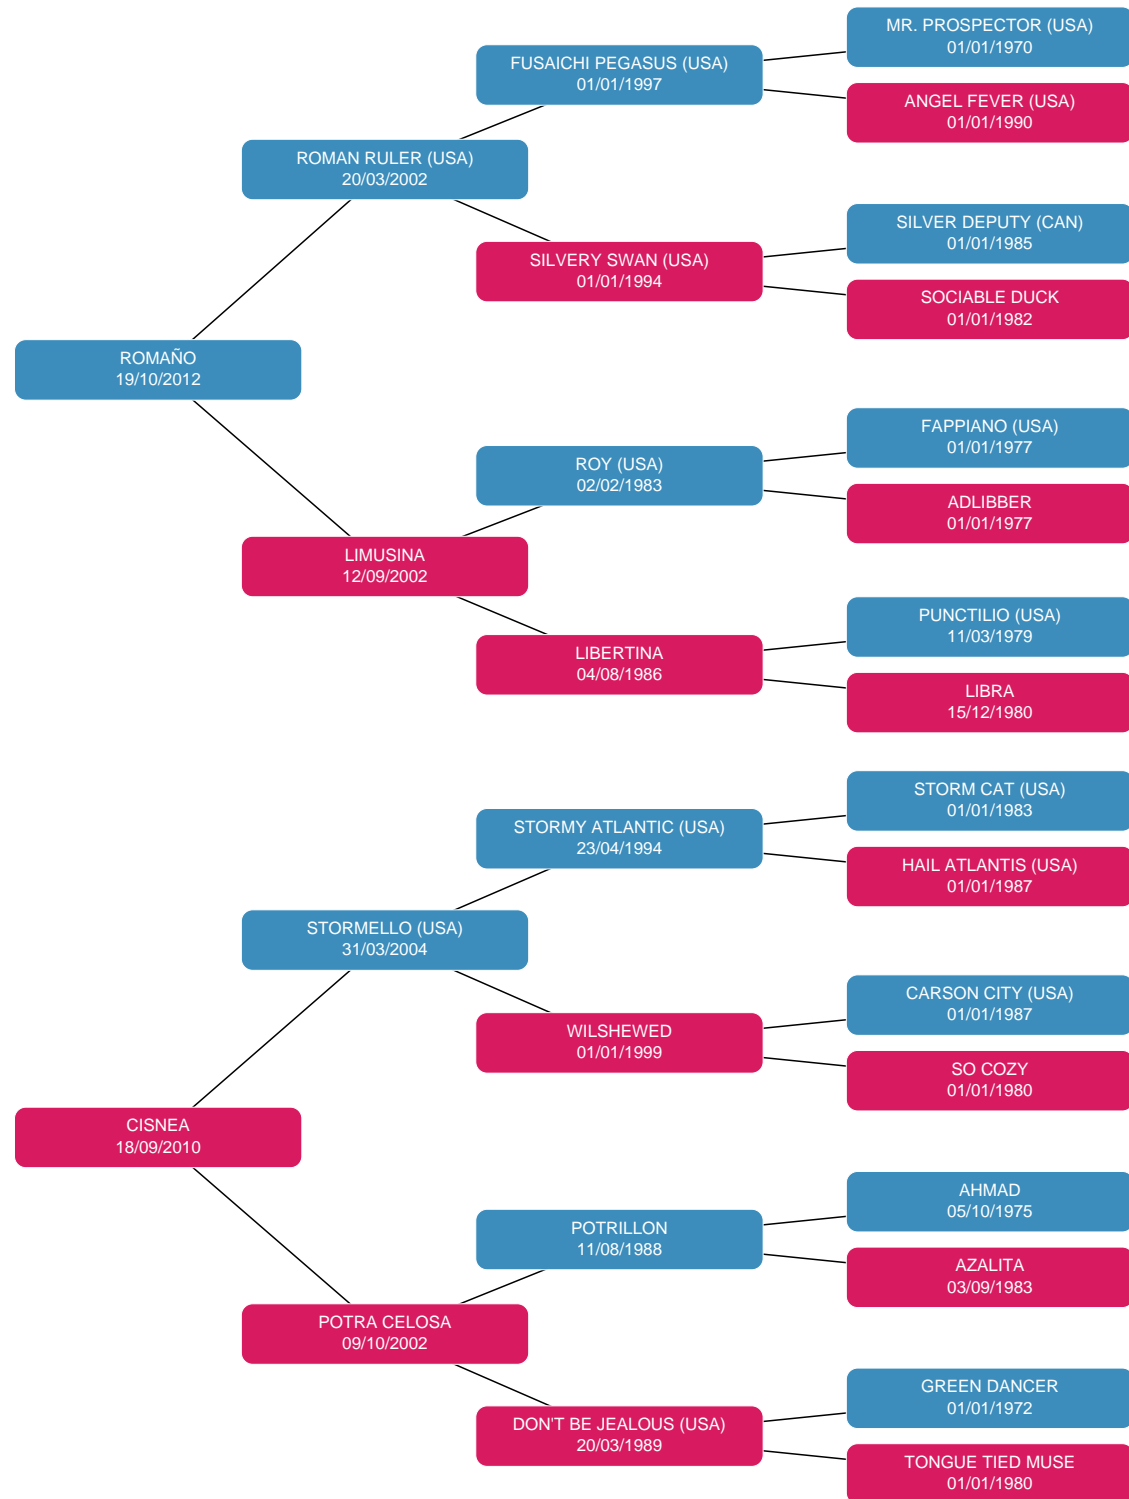 MR. PROSPECTOR (USA)
01/01/1970
FUSAICHI PEGASUS (USA)
01/01/1997
ANGEL FEVER (USA)
01/01/1990
ROMAN RULER (USA)
20/03/2002
SILVER DEPUTY (CAN)
01/01/1985
SILVERY SWAN (USA)
01/01/1994
SOCIABLE DUCK
01/01/1982
ROMAÑO
19/10/2012
FAPPIANO (USA)
01/01/1977
ROY (USA)
02/02/1983
ADLIBBER
01/01/1977
LIMUSINA
12/09/2002
PUNCTILIO (USA)
11/03/1979
LIBERTINA
04/08/1986
LIBRA
15/12/1980
STORM CAT (USA)
01/01/1983
STORMY ATLANTIC (USA)
23/04/1994
HAIL ATLANTIS (USA)
01/01/1987
STORMELLO (USA)
31/03/2004
CARSON CITY (USA)
01/01/1987
WILSHEWED
01/01/1999
SO COZY
01/01/1980
CISNEA
18/09/2010
AHMAD
05/10/1975
POTRILLON
11/08/1988
AZALITA
03/09/1983
POTRA CELOSA
09/10/2002
GREEN DANCER
01/01/1972
DON'T BE JEALOUS (USA)
20/03/1989
TONGUE TIED MUSE
01/01/1980